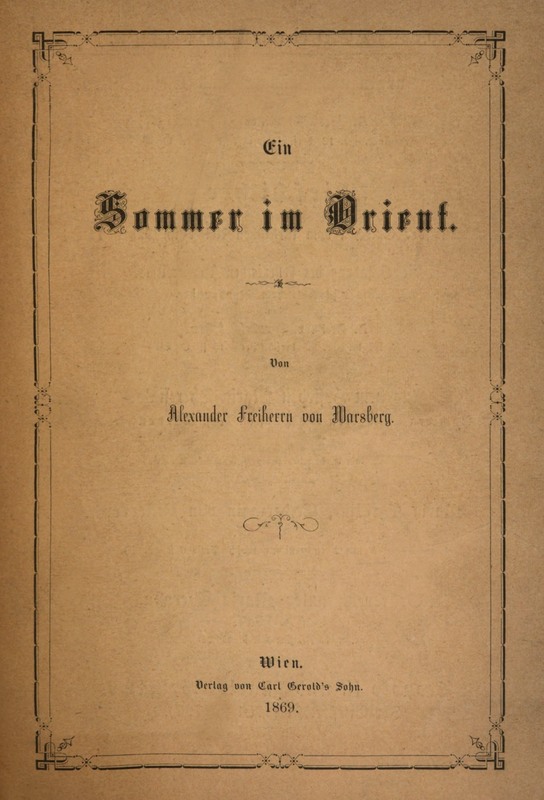 Ein
Sommer im Orient.
Von
Alexander Freiherrn von Warsberg.
Wien.
Verlag von Carl Gerold's Sohn.
1869.